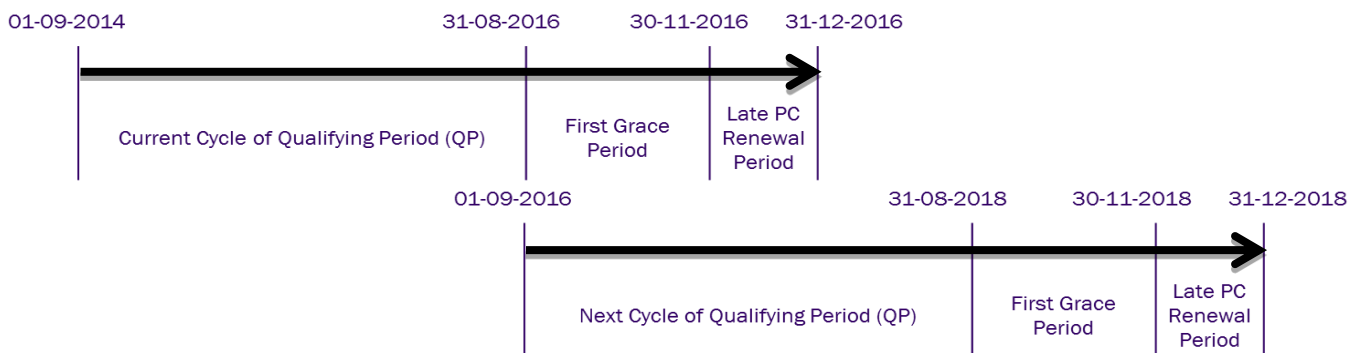 01-09-2014 31-08-2016 30-11-2016 31-12-2016
Current Cycle of Qualifying Period (QP)
First Grace
Period
Late PC
Renewal
Period
01-09-2016 31-08-2018 30-11-2018 31-12-2018
Next Cycle of Qualifying Period (QP)
First Grace
Period
Late PC
Renewal
Period